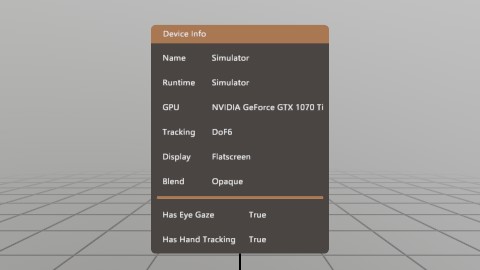 Device Info
Name Simulator
Runtime Simulator
GPU NVIDIA GeForce GTX 1070 Ti
Tracking DoF6
Display Flatscreen
Blend Opaque
Has Eye Gaze True
Has Hand Tracking True